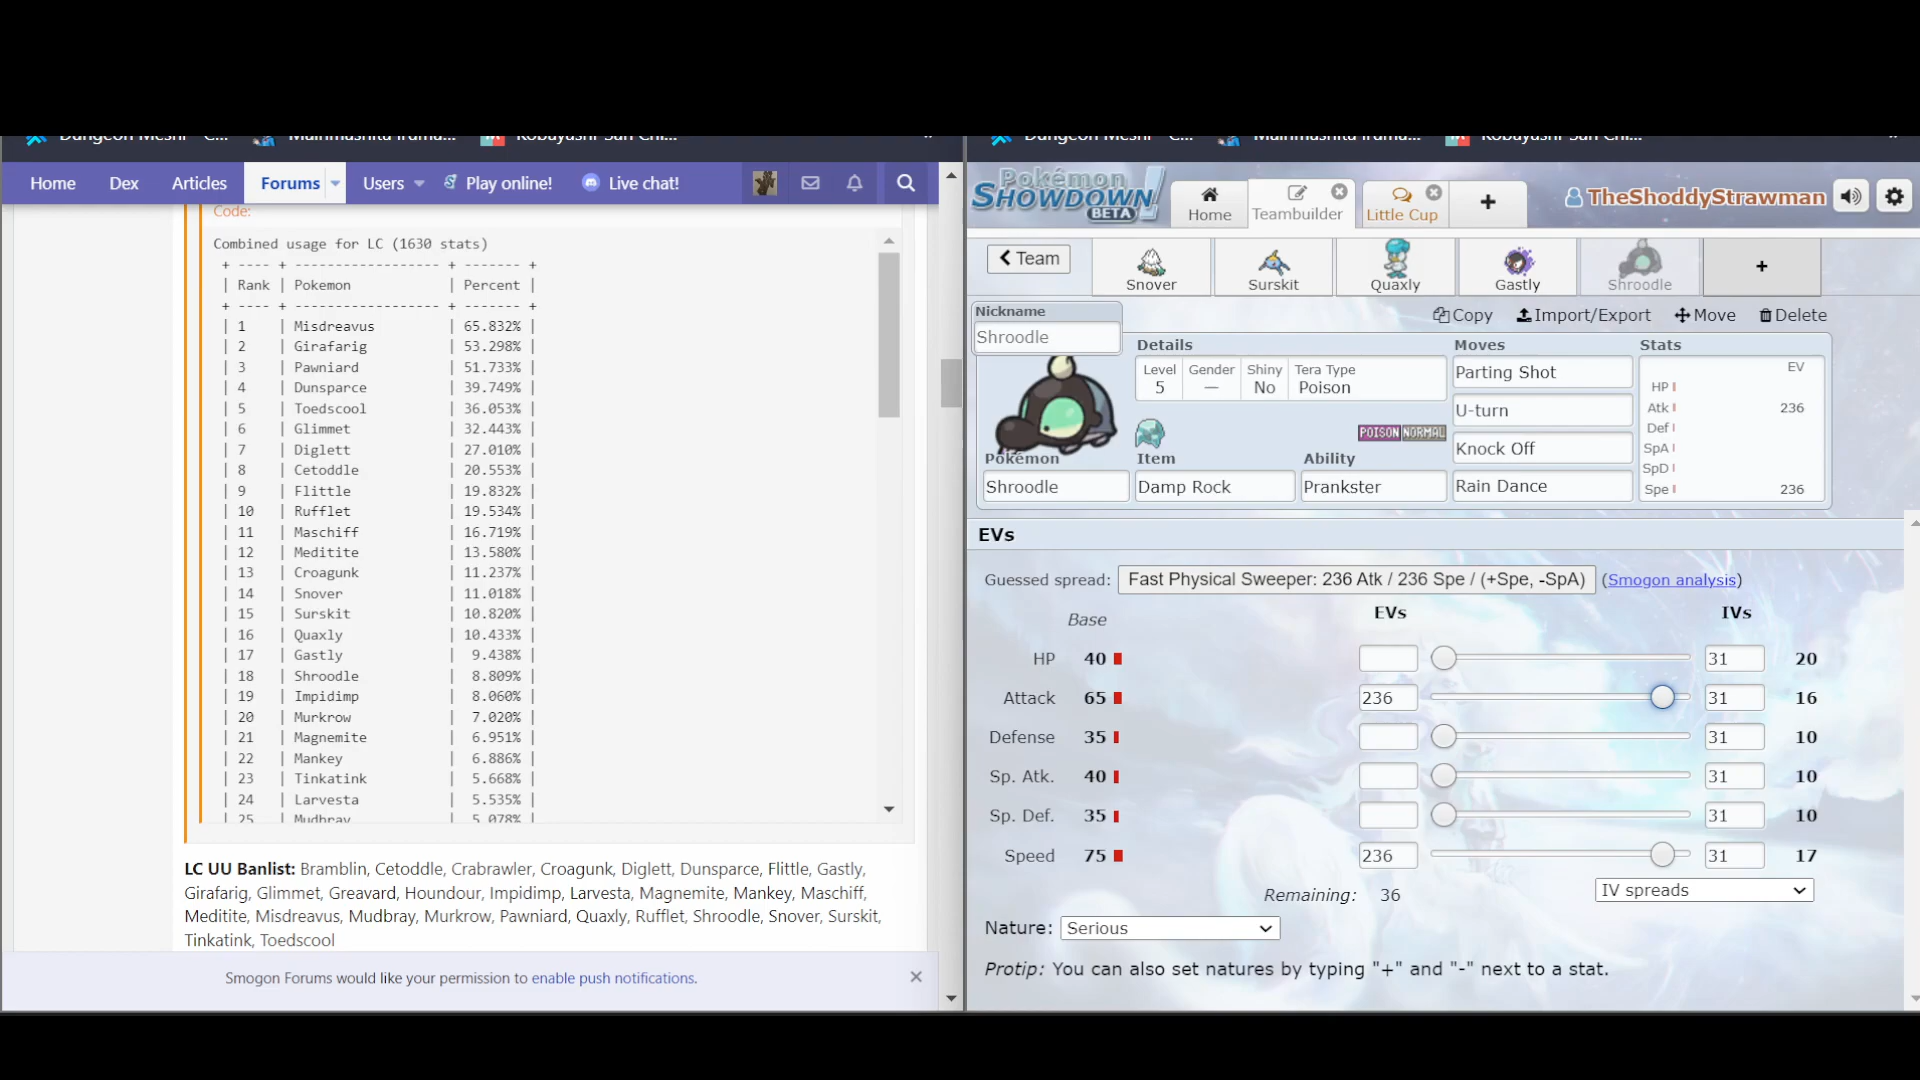 Home Dex Articles Forums Users Play online! Live chat!
Code:
Combined usage for LC (1630 stats)
+ ---- + ------------------ + ------- +
| Rank | Pokemon | Percent |
+ ---- + ------------------ + ------- +
| 1 | Misdreavus | 65.832% |
| 2 | Girafarig | 53.298% |
| 3 | Pawniard | 51.733% |
| 4 | Dunsparce | 39.749% |
| 5 | Toedscool | 36.053% |
| 6 | Glimmet | 32.443% |
| 7 | Diglett | 27.010% |
| 8 | Cetoddle | 20.553% |
| 9 | Flittle | 19.832% |
| 10 | Rufflet | 19.534% |
| 11 | Maschiff | 16.719% |
| 12 | Meditite | 13.580% |
| 13 | Croagunk | 11.237% |
| 14 | Snover | 11.018% |
| 15 | Surskit | 10.820% |
| 16 | Quaxly | 10.433% |
| 17 | Gastly | 9.438% |
| 18 | Shroodle | 8.809% |
| 19 | Impidimp | 8.060% |
| 20 | Murkrow | 7.020% |
| 21 | Magnemite | 6.951% |
| 22 | Mankey | 6.886% |
| 23 | Tinkatink | 5.668% |
| 24 | Larvesta | 5.535% |
| 25 | Mudbray | 5.078% |
LC UU Banlist: Bramblin, Cetoddle, Crabrawler, Croagunk, Diglett, Dunsparce, Flittle, Gastly,
Girafarig, Glimmet, Greavard, Houndour, Impidimp, Larvesta, Magnemite, Mankey, Maschiff,
Meditite, Misdreavus, Mudbray, Murkrow, Pawniard, Quaxly, Rufflet, Shroodle, Snover, Surskit,
Tinkatink, Toedscool
Smogon Forums would like your permission to enable push notifications.
Pokémon
SHOWDOWN!
BETA
Home Teambuilder Little Cup + TheShoddyStrawman
Team Snover Surskit Quaxly Gastly Shroodle +
Nickname
Shroodle
Copy Import/Export Move Delete
Details Moves Stats
Level Gender Shiny Tera Type
5 — No Poison
POISON NORMAL
Pokémon Item Ability
Shroodle Damp Rock Prankster
Parting Shot
U-turn
Knock Off
Rain Dance
EV
HP
Atk 236
Def
SpA
SpD
Spe 236
EVs
Guessed spread: Fast Physical Sweeper: 236 Atk / 236 Spe / (+Spe, -SpA) (Smogon analysis)
Base EVs IVs
HP 40 31 20
Attack 65 236 31 16
Defense 35 31 10
Sp. Atk. 40 31 10
Sp. Def. 35 31 10
Speed 75 236 31 17
Remaining: 36 IV spreads
Nature: Serious
Protip: You can also set natures by typing "+" and "-" next to a stat.